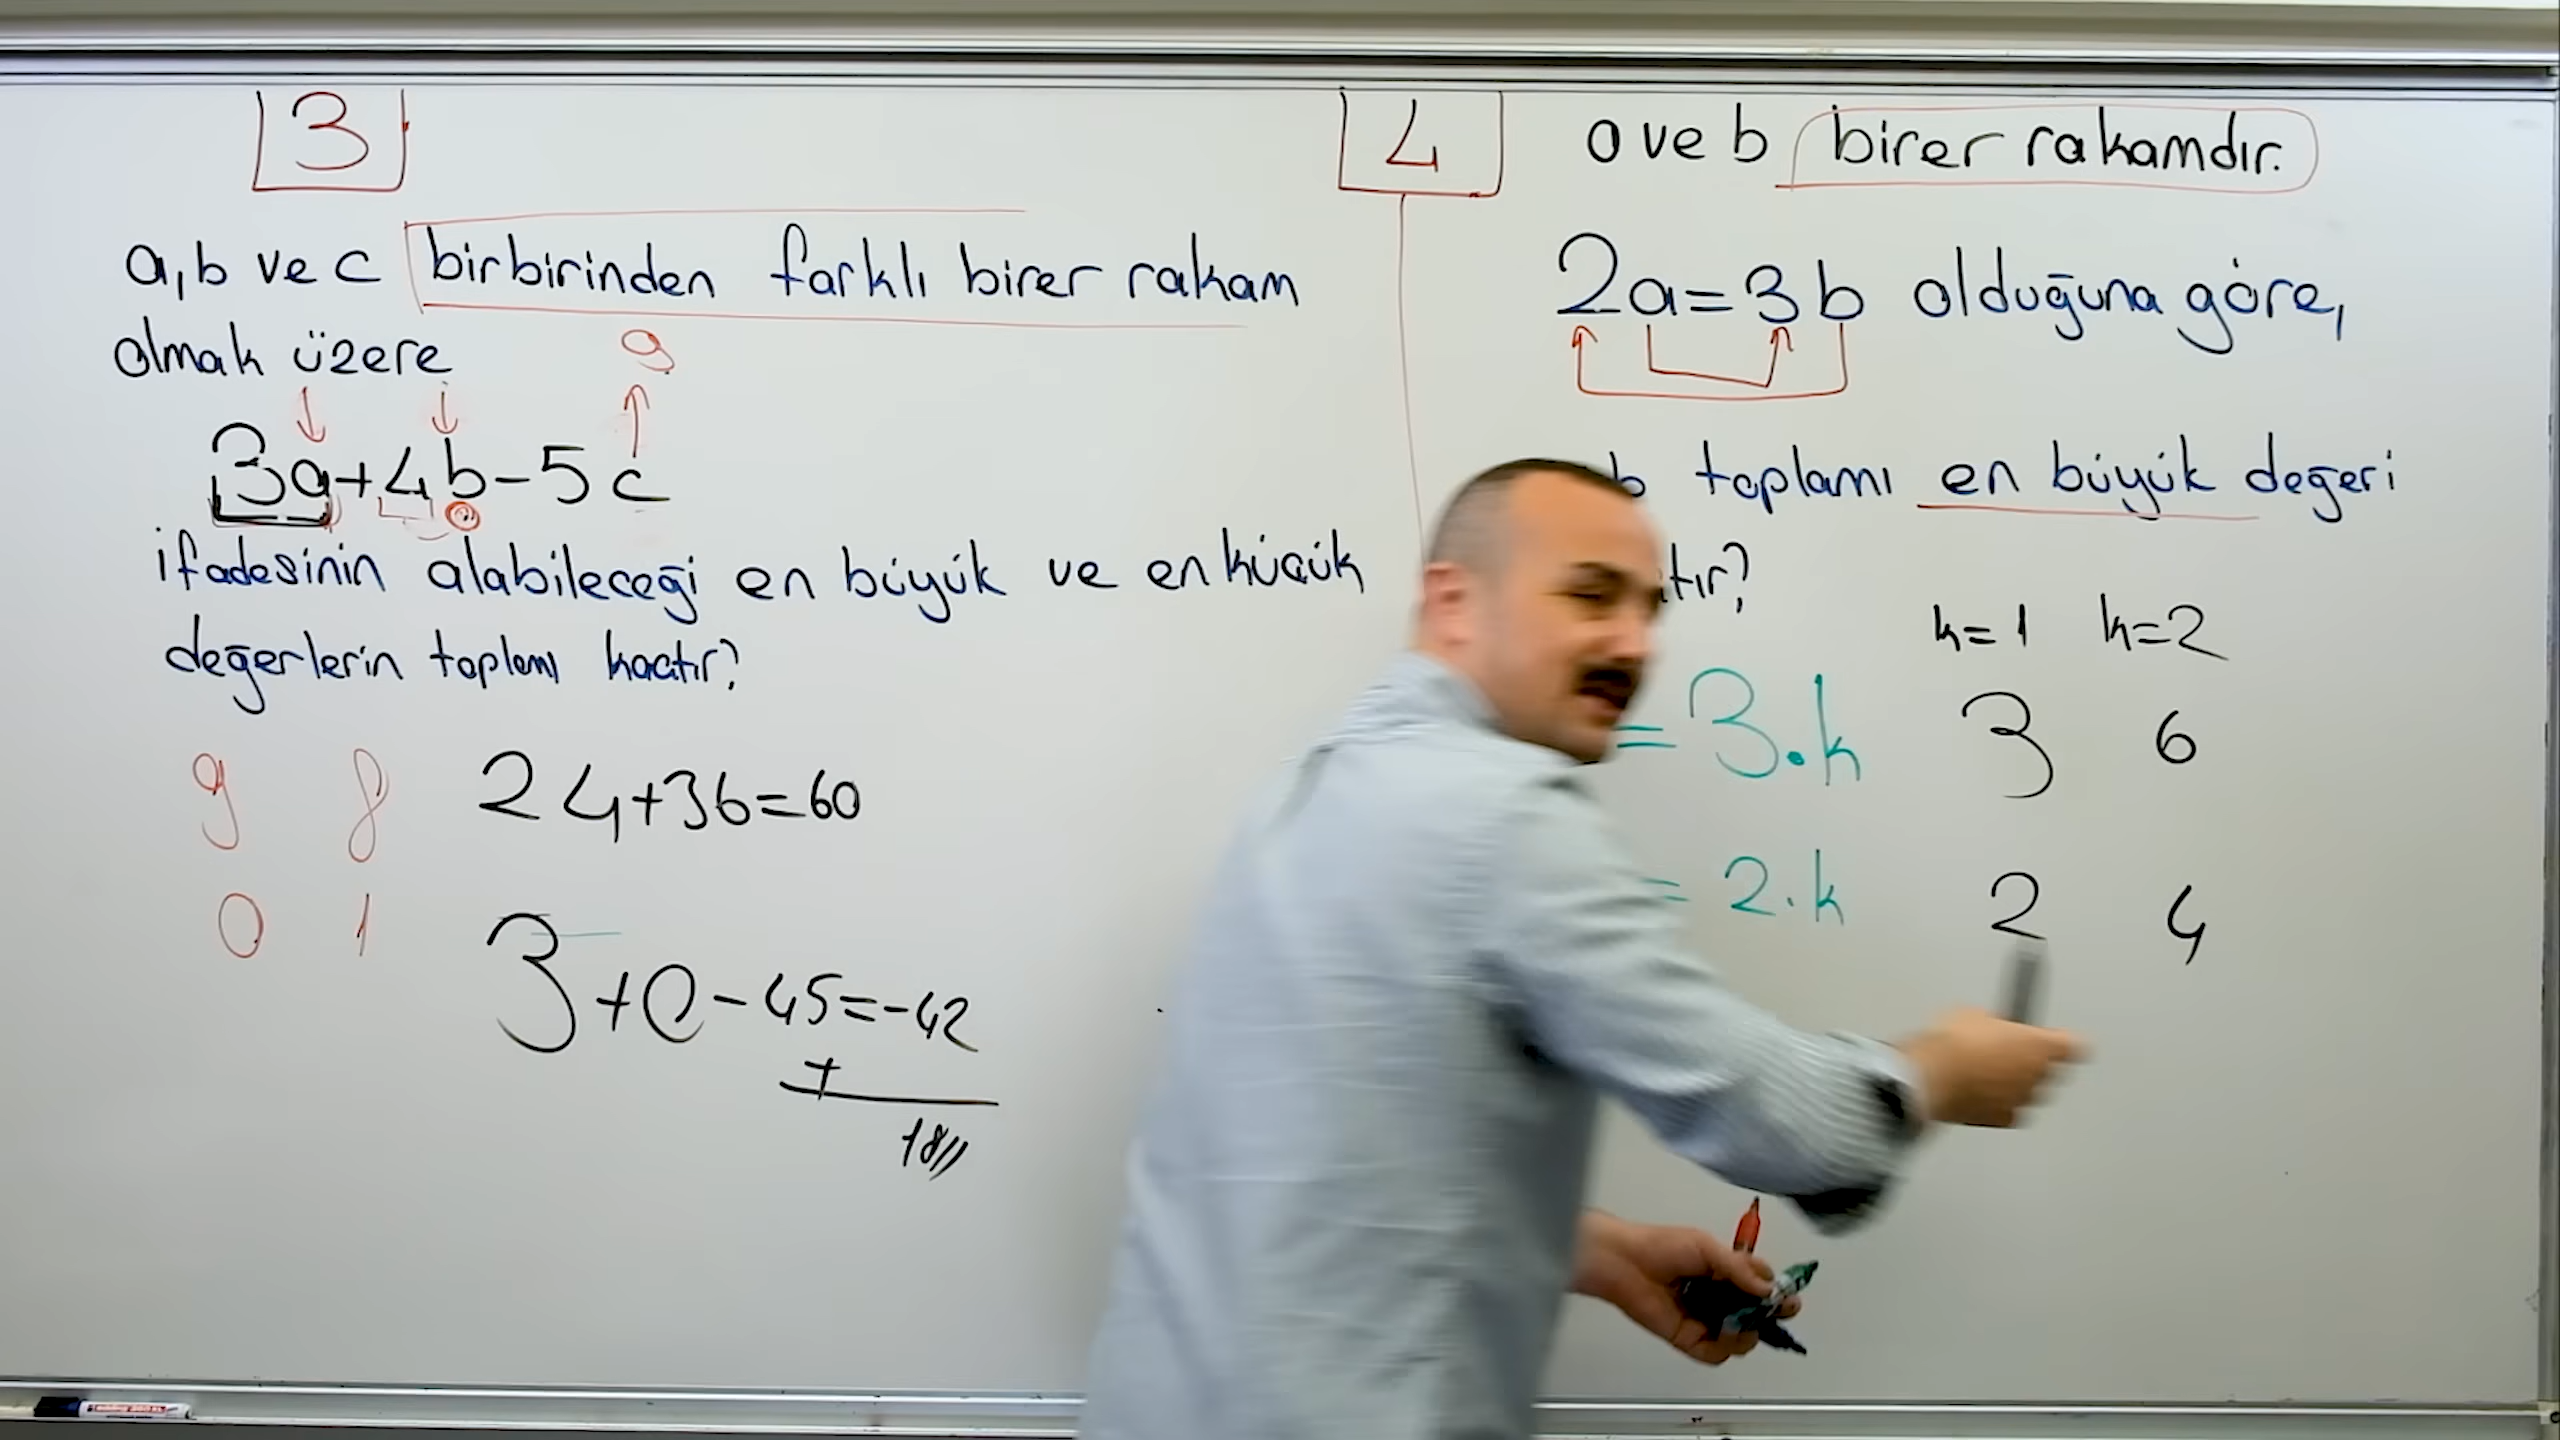 3
a,b ve c birbirinden farklı birer rakam
olmak üzere
9
3a+4b-5c
ifadesinin alabileceği en büyük ve en küçük
değerlerin toplamı kaçtır?
9 8 24+36=60
0 1 3+0-45=-42
+
18
4 a ve b birer rakamdır.
2a=3b olduğuna göre,
b toplamı en büyük değeri
tır?
k=1 k=2
=3.k 3 6
=2.k 2 4